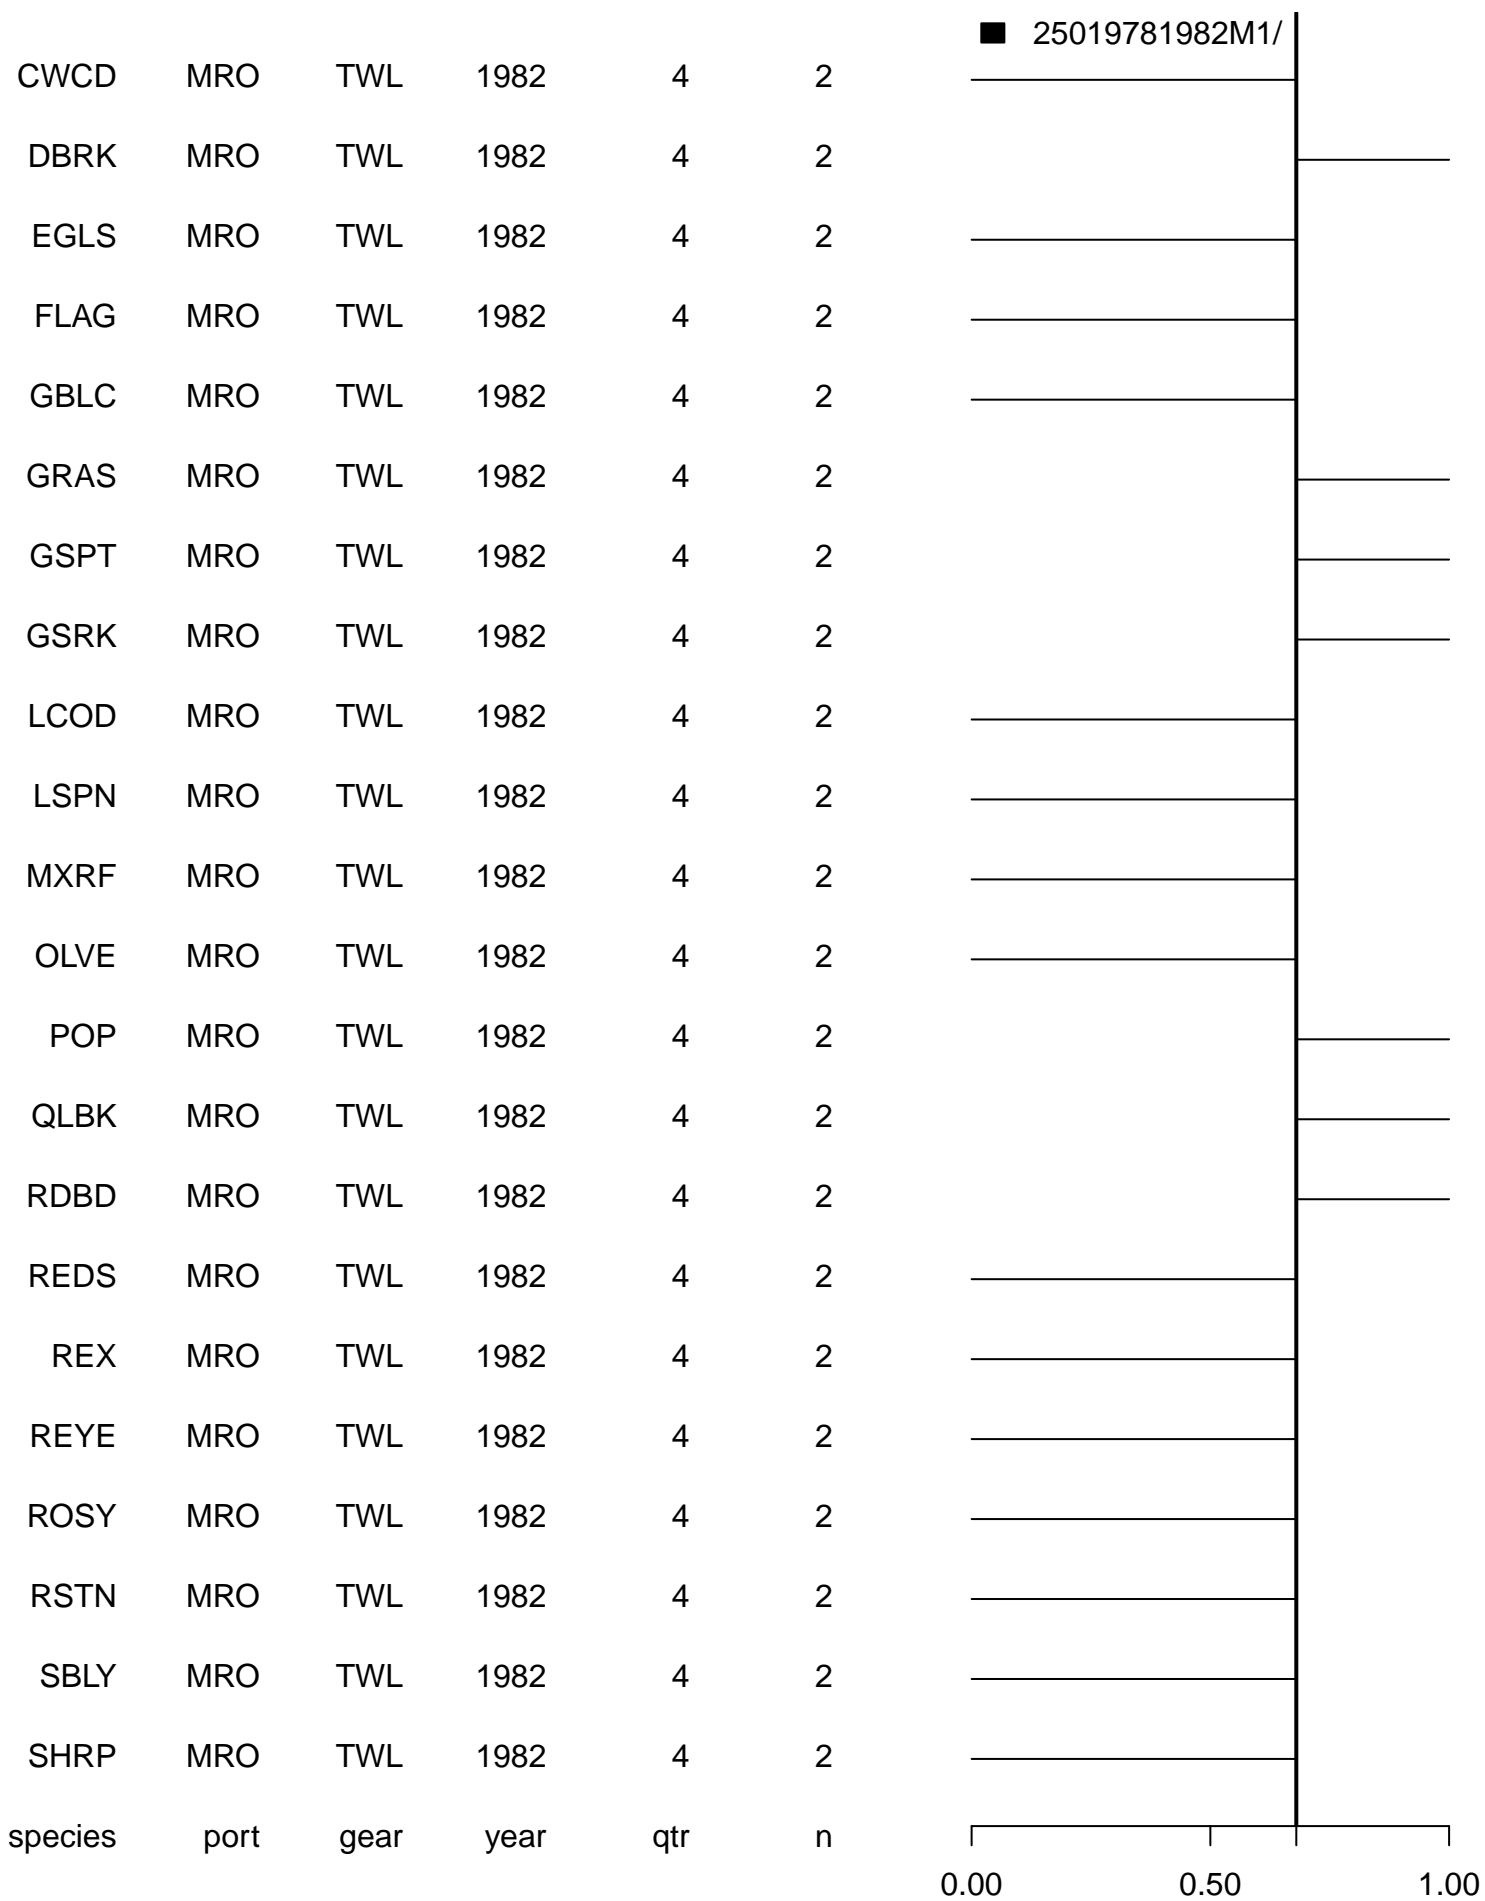 25019781982M1/
CWCD MRO TWL 1982 4 2
DBRK MRO TWL 1982 4 2
EGLS MRO TWL 1982 4 2
FLAG MRO TWL 1982 4 2
GBLC MRO TWL 1982 4 2
GRAS MRO TWL 1982 4 2
GSPT MRO TWL 1982 4 2
GSRK MRO TWL 1982 4 2
LCOD MRO TWL 1982 4 2
LSPN MRO TWL 1982 4 2
MXRF MRO TWL 1982 4 2
OLVE MRO TWL 1982 4 2
POP MRO TWL 1982 4 2
QLBK MRO TWL 1982 4 2
RDBD MRO TWL 1982 4 2
REDS MRO TWL 1982 4 2
REX MRO TWL 1982 4 2
REYE MRO TWL 1982 4 2
ROSY MRO TWL 1982 4 2
RSTN MRO TWL 1982 4 2
SBLY MRO TWL 1982 4 2
SHRP MRO TWL 1982 4 2
species port gear year qtr n
0.00 0.50 1.00